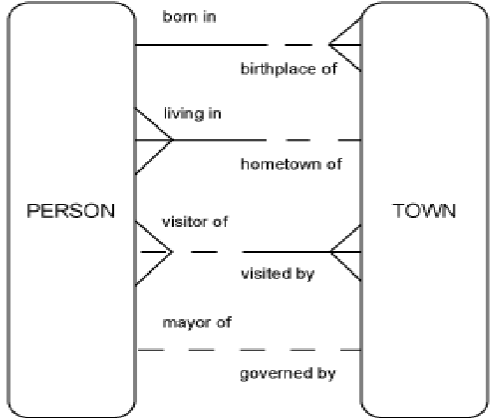 born in
birthplace of
living in
hometown of
PERSON
TOWN
visitor of
visited by
mayor of
governed by